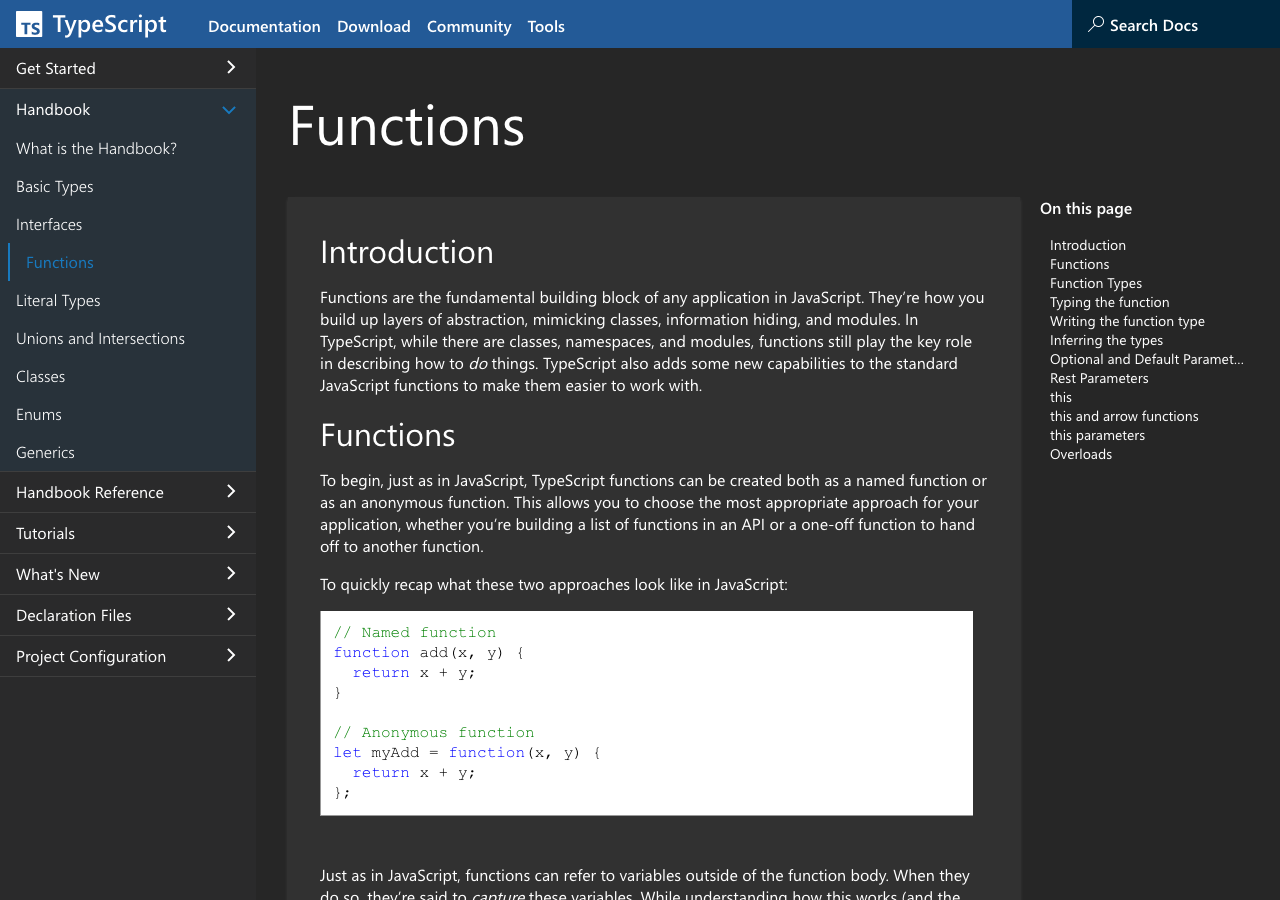 TS TypeScript
Documentation Download Community Tools
Search Docs
Get Started
Handbook
What is the Handbook?
Basic Types
Interfaces
Functions
Literal Types
Unions and Intersections
Classes
Enums
Generics
Handbook Reference
Tutorials
What's New
Declaration Files
Project Configuration
Functions
Introduction
Functions are the fundamental building block of any application in JavaScript. They’re how you
build up layers of abstraction, mimicking classes, information hiding, and modules. In
TypeScript, while there are classes, namespaces, and modules, functions still play the key role
in describing how to do things. TypeScript also adds some new capabilities to the standard
JavaScript functions to make them easier to work with.
Functions
To begin, just as in JavaScript, TypeScript functions can be created both as a named function or
as an anonymous function. This allows you to choose the most appropriate approach for your
application, whether you’re building a list of functions in an API or a one-off function to hand
off to another function.
To quickly recap what these two approaches look like in JavaScript:
// Named function
function add(x, y) {
  return x + y;
}
// Anonymous function
let myAdd = function(x, y) {
  return x + y;
};
Just as in JavaScript, functions can refer to variables outside of the function body. When they
do so, they’re said to capture these variables. While understanding how this works (and the
On this page
Introduction
Functions
Function Types
Typing the function
Writing the function type
Inferring the types
Optional and Default Paramet...
Rest Parameters
this
this and arrow functions
this parameters
Overloads